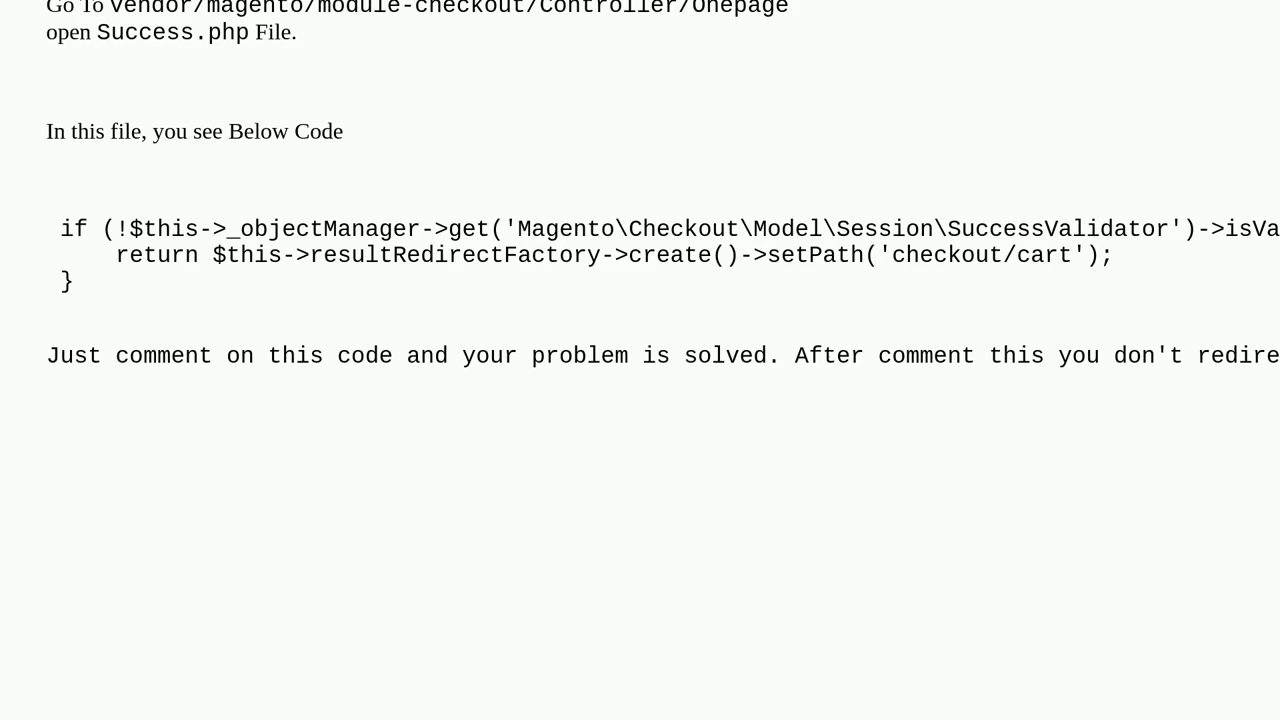 Go To vendor/magento/module-checkout/Controller/Onepage
open Success.php File.
In this file, you see Below Code
if (!$this->_objectManager->get('Magento\Checkout\Model\Session\SuccessValidator')->isVa
return $this->resultRedirectFactory->create()->setPath('checkout/cart');
}
Just comment on this code and your problem is solved. After comment this you don't redire